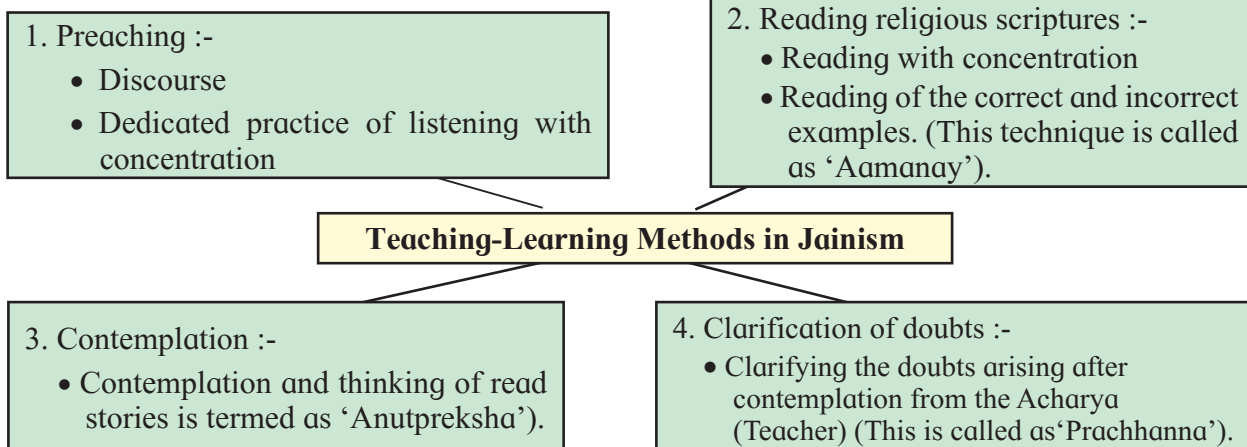 1. Preaching :-
• Discourse
• Dedicated practice of listening with
concentration
2. Reading religious scriptures :-
• Reading with concentration
• Reading of the correct and incorrect
examples. (This technique is called
as ‘Aamanay’).
Teaching-Learning Methods in Jainism
3. Contemplation :-
• Contemplation and thinking of read
stories is termed as ‘Anutpreksha’).
4. Clarification of doubts :-
• Clarifying the doubts arising after
contemplation from the Acharya
(Teacher) (This is called as‘Prachhanna’).